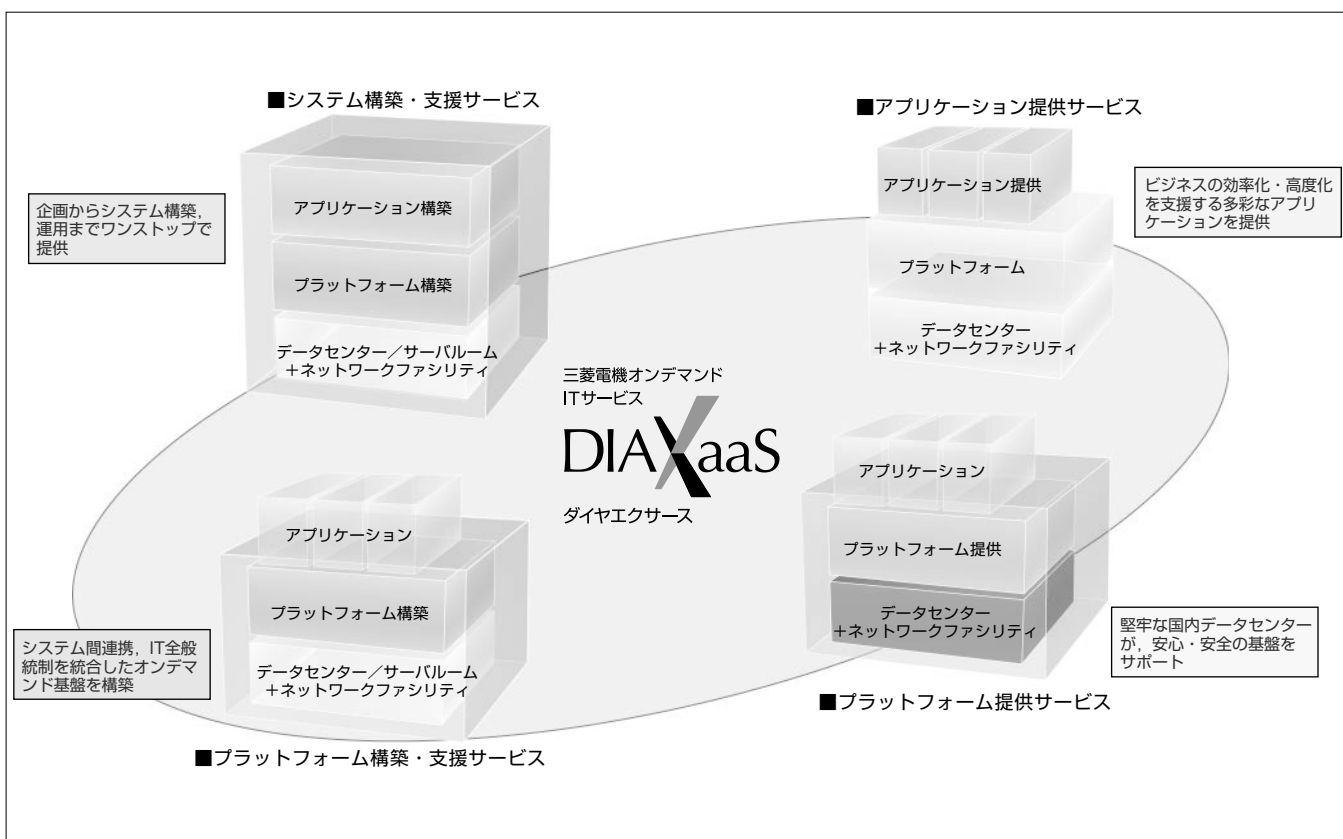 ■システム構築・支援サービス
企画からシステム構築，
運用までワンストップで
提供
アプリケーション構築
プラットフォーム構築
データセンター／サーバルーム
＋ネットワークファシリティ
■アプリケーション提供サービス
アプリケーション提供
プラットフォーム
データセンター
＋ネットワークファシリティ
ビジネスの効率化・高度化
を支援する多彩なアプリ
ケーションを提供
三菱電機オンデマンド
ITサービス
DIAXaaS
ダイヤエクサース
アプリケーション
プラットフォーム構築
データセンター／サーバルーム
＋ネットワークファシリティ
システム間連携，IT全般
統制を統合したオンデマ
ンド基盤を構築
■プラットフォーム構築・支援サービス
アプリケーション
プラットフォーム提供
データセンター
＋ネットワークファシリティ
堅牢な国内データセンター
が，安心・安全の基盤を
サポート
■プラットフォーム提供サービス